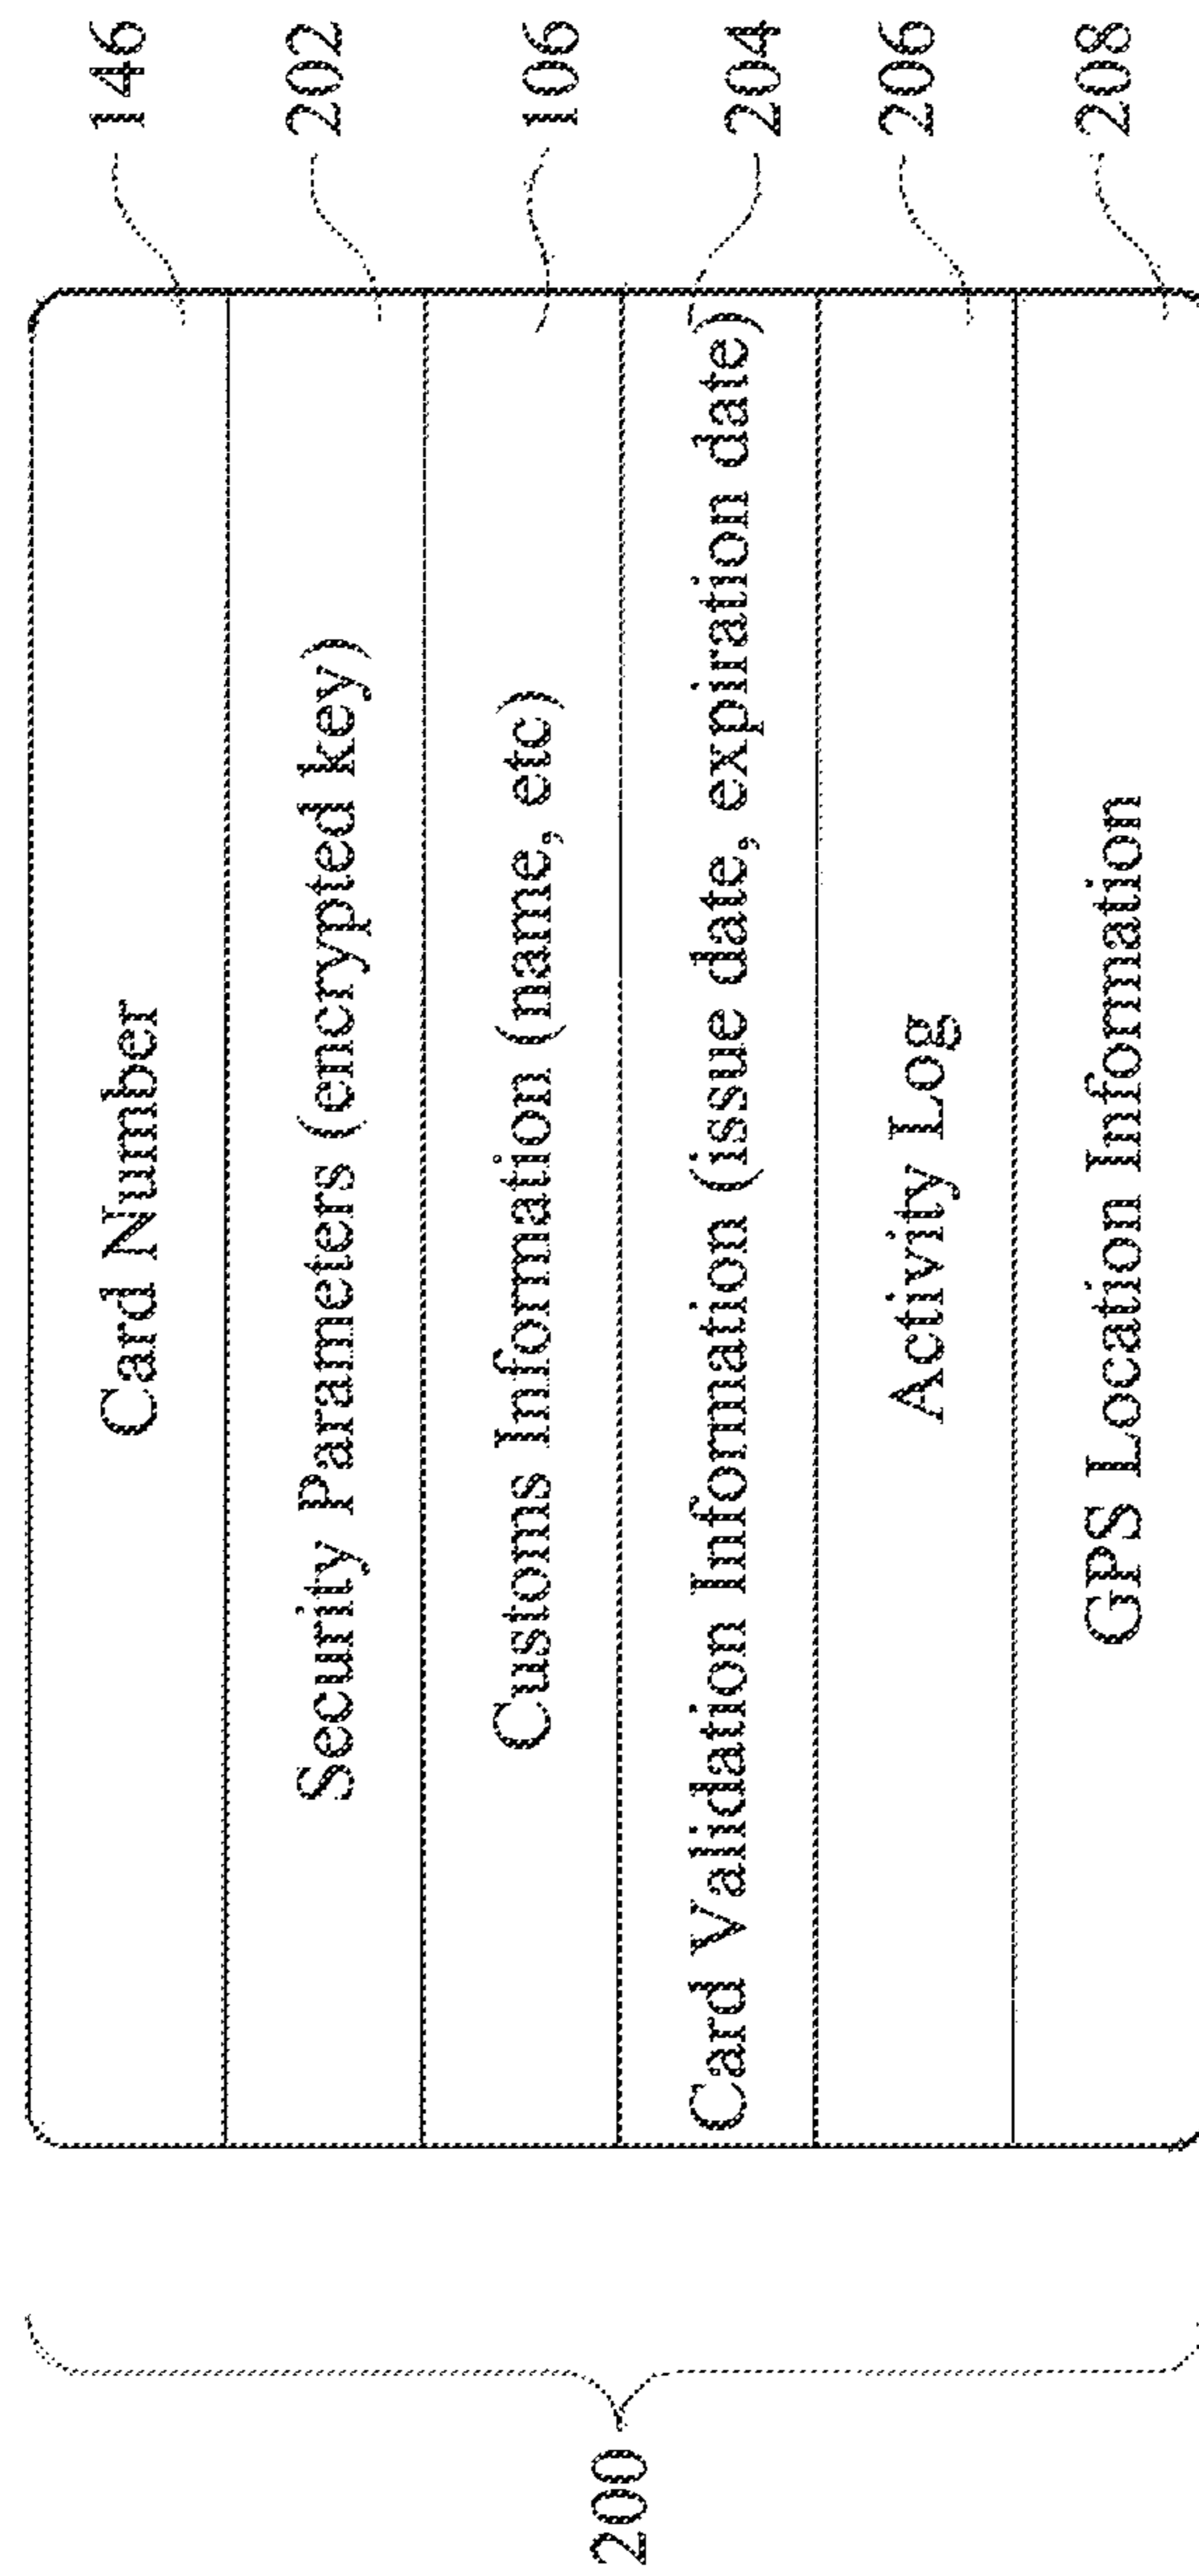 Card Number 146
Security Parameters (encrypted key) 202
Customs Information (name, etc) 106
Card Validation Information (issue date, expiration date) 204
Activity Log 206
GPS Location Information 208
200